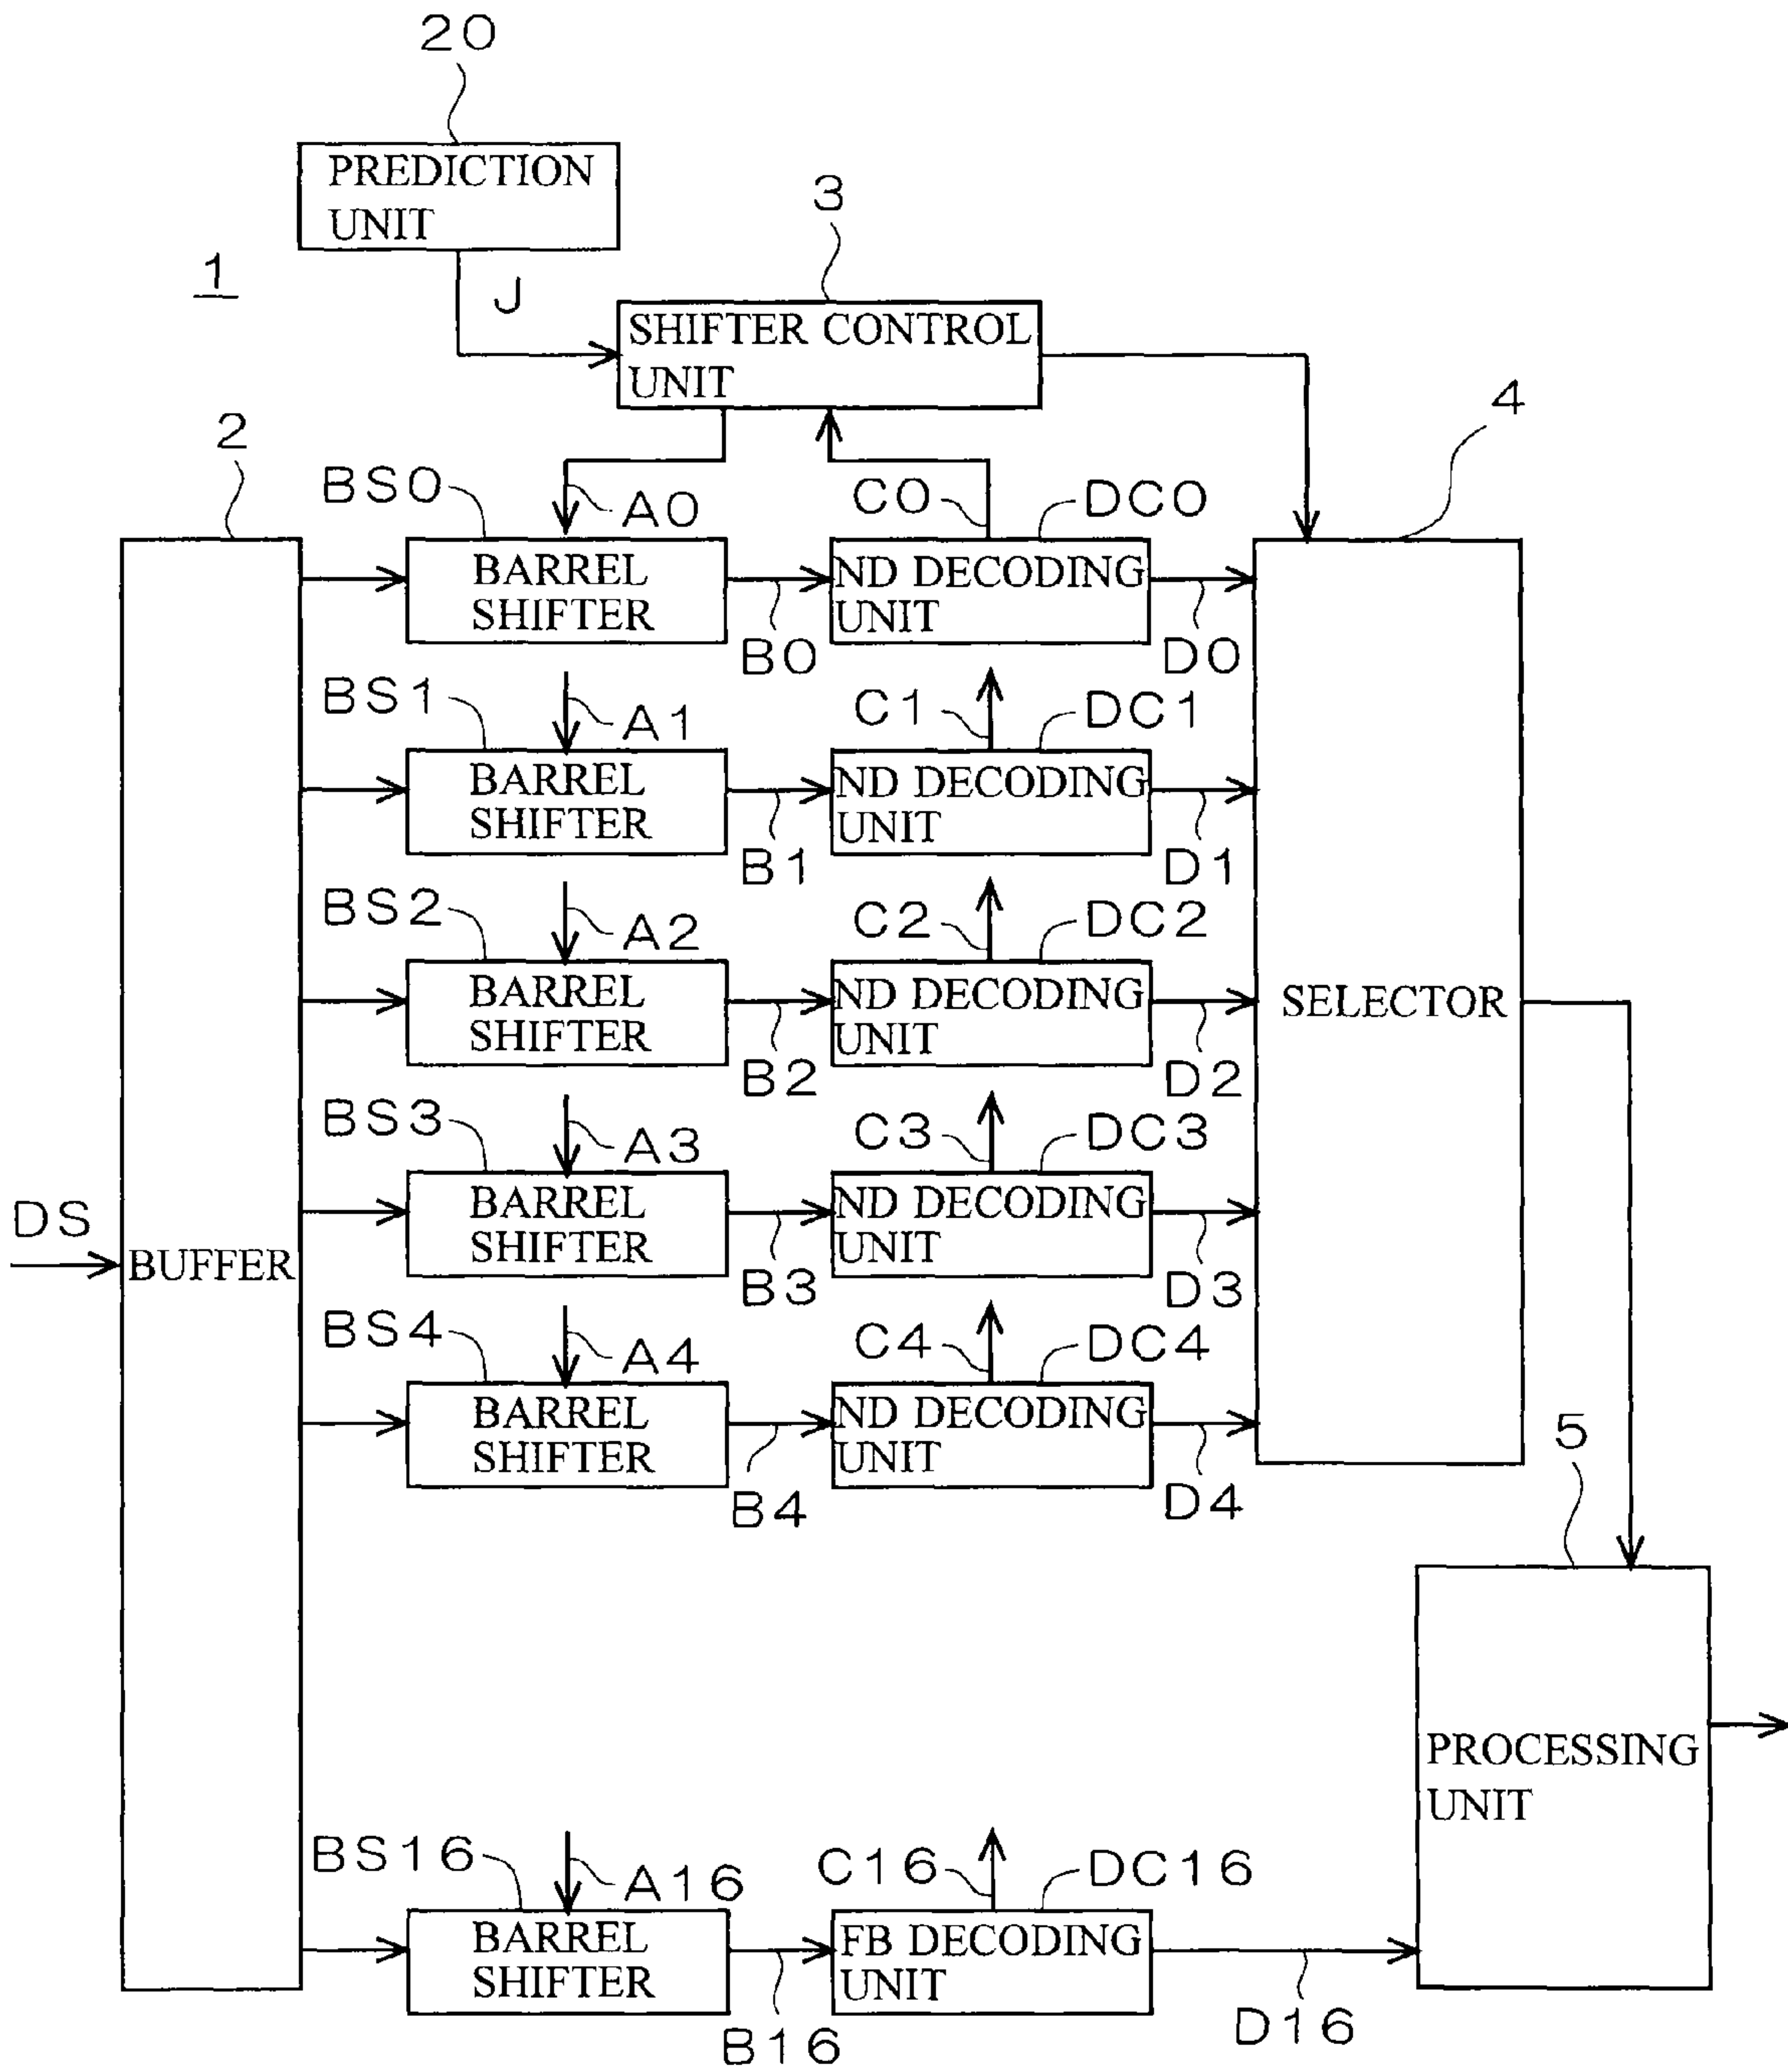 20
PREDICTION
UNIT
1
J
3
SHIFTER CONTROL
UNIT
2
4
BS0
A0
C0
DC0
BARREL
SHIFTER
B0
ND DECODING
UNIT
D0
BS1
A1
C1
DC1
BARREL
SHIFTER
B1
ND DECODING
UNIT
D1
BS2
A2
C2
DC2
BARREL
SHIFTER
B2
ND DECODING
UNIT
D2
SELECTOR
BS3
A3
C3
DC3
BARREL
SHIFTER
B3
ND DECODING
UNIT
D3
DS
BUFFER
BS4
A4
C4
DC4
BARREL
SHIFTER
B4
ND DECODING
UNIT
D4
5
PROCESSING
UNIT
BS16
A16
C16
DC16
BARREL
SHIFTER
B16
FB DECODING
UNIT
D16